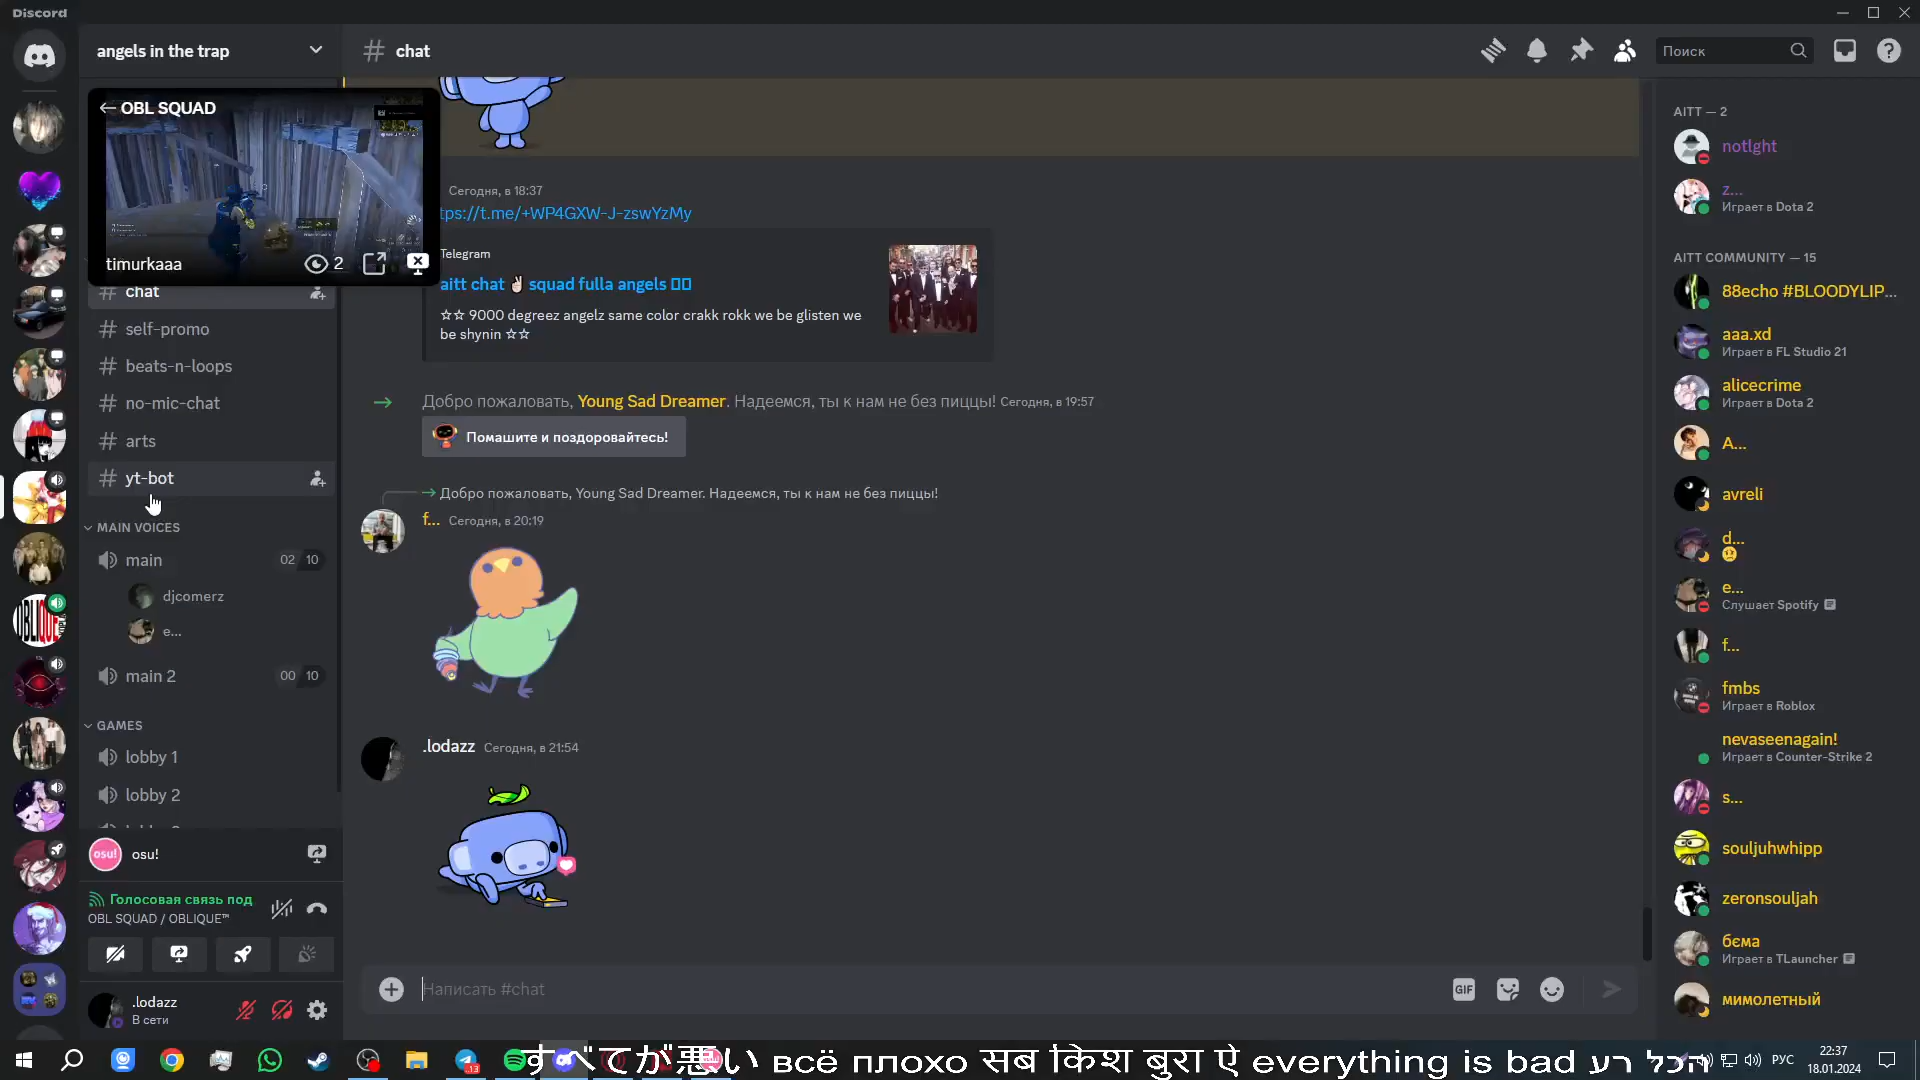 Discord
angels in the trap
chat
Поиск
OBL SQUAD
timurkaaa
2
chat
self-promo
beats-n-loops
no-mic-chat
arts
yt-bot
MAIN VOICES
main
02 10
djcomerz
e...
main 2
00 10
GAMES
lobby 1
lobby 2
osu!
osu!
Голосовая связь под
OBL SQUAD / OBLIQUE™
.lodazz
В сети
Сегодня, в 18:37
tps://t.me/+WP4GXW-J-zswYzMy
Telegram
aitt chat ✌🏻 squad fulla angels
☆☆ 9000 degreez angelz same color crakk rokk we be glisten we
be shynin ☆☆
Добро пожаловать, Young Sad Dreamer. Надеемся, ты к нам не без пиццы! Сегодня, в 19:57
Помашите и поздоровайтесь!
Добро пожаловать, Young Sad Dreamer. Надеемся, ты к нам не без пиццы!
f... Сегодня, в 20:19
.lodazz Сегодня, в 21:54
Написать #chat
GIF
AITT — 2
notlght
z...
Играет в Dota 2
AITT COMMUNITY — 15
88echo #BLOODYLIP...
aaa.xd
Играет в FL Studio 21
alicecrime
Играет в Dota 2
A...
avreli
d...
e...
Слушает Spotify
f...
fmbs
Играет в Roblox
nevaseenagain!
Играет в Counter-Strike 2
s...
souljuhwhipp
zeronsouljah
бєма
Играет в TLauncher
мимолетный
すべてが悪い всё плохо सब किश बुरा ऐ everything is bad הכל רע
РУС
22:37
18.01.2024